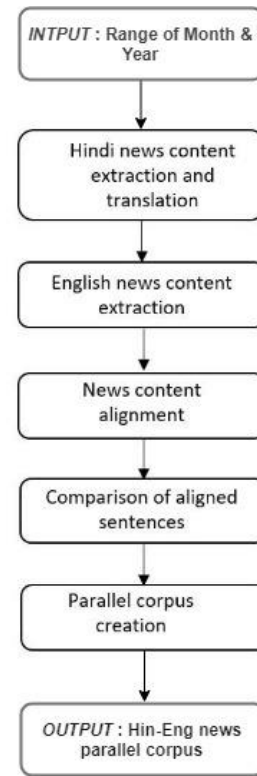 INTPUT : Range of Month &
Year
Hindi news content
extraction and
translation
English news content
extraction
News content
alignment
Comparison of aligned
sentences
Parallel corpus
creation
OUTPUT : Hin-Eng news
parallel corpus